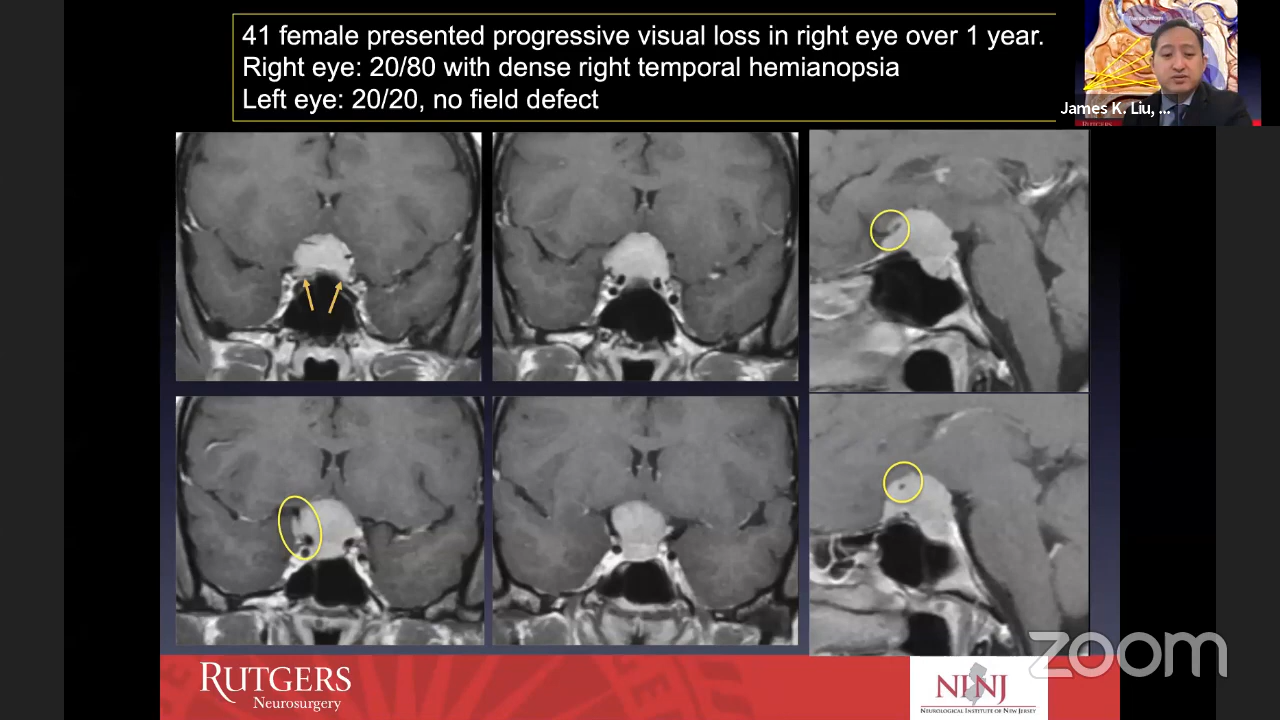 41 female presented progressive visual loss in right eye over 1 year.
Right eye: 20/80 with dense right temporal hemianopsia
Left eye: 20/20, no field defect
James K. Liu, ...
RUTGERS
Neurosurgery
NINJ
NEUROLOGICAL INSTITUTE OF NEW JERSEY
zoom